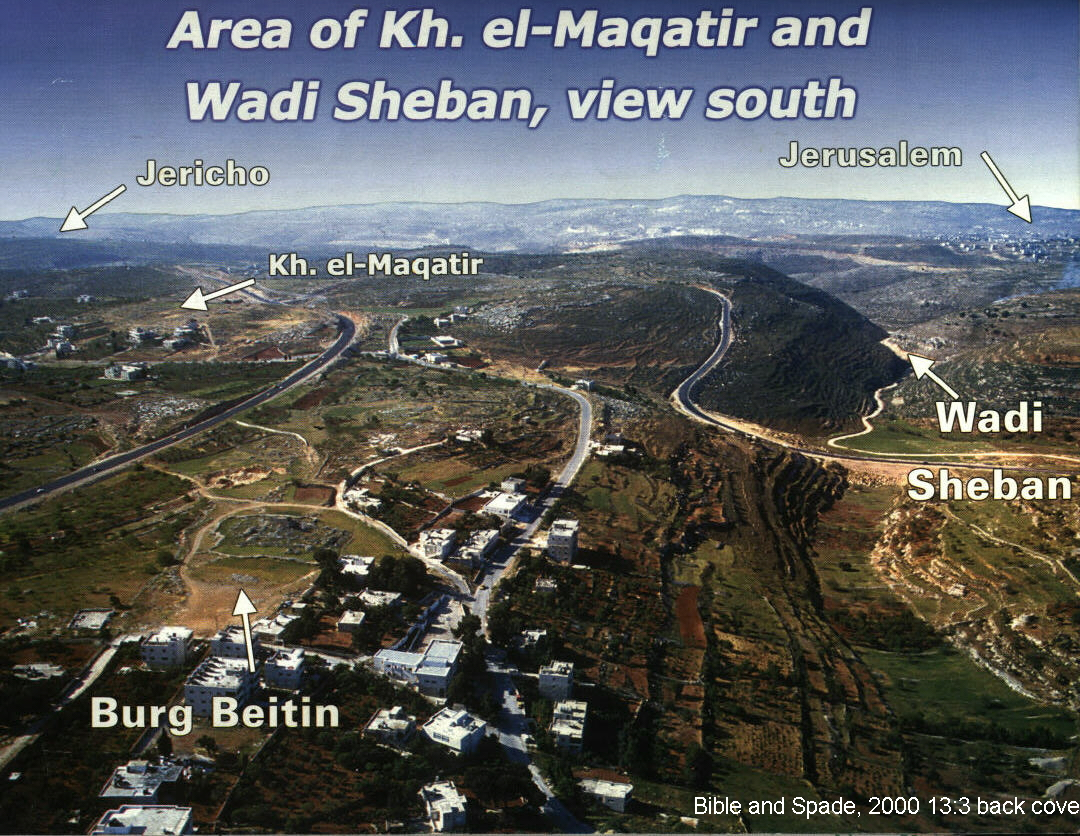 Area of Kh. el-Maqatir and
Wadi Sheban, view south
Jericho
Jerusalem
Kh. el-Maqatir
Wadi
Sheban
Burg Beitin
Bible and Spade, 2000 13:3 back cove